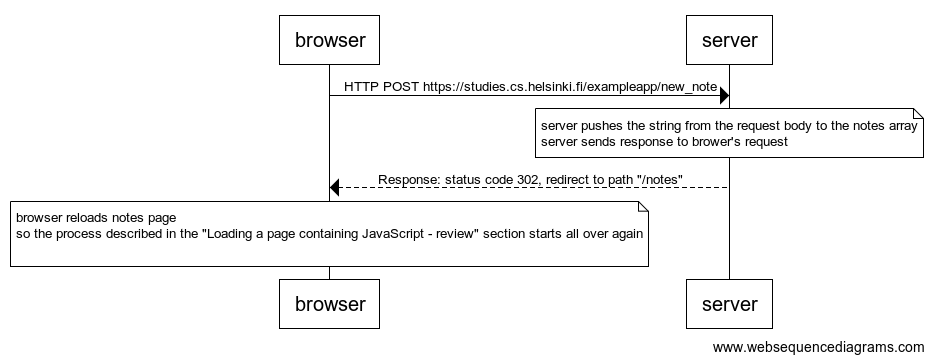 browser
server
HTTP POST https://studies.cs.helsinki.fi/exampleapp/new_note
server pushes the string from the request body to the notes array
server sends response to brower's request
Response: status code 302, redirect to path "/notes"
browser reloads notes page
so the process described in the "Loading a page containing JavaScript - review" section starts all over again
browser
server
www.websequencediagrams.com